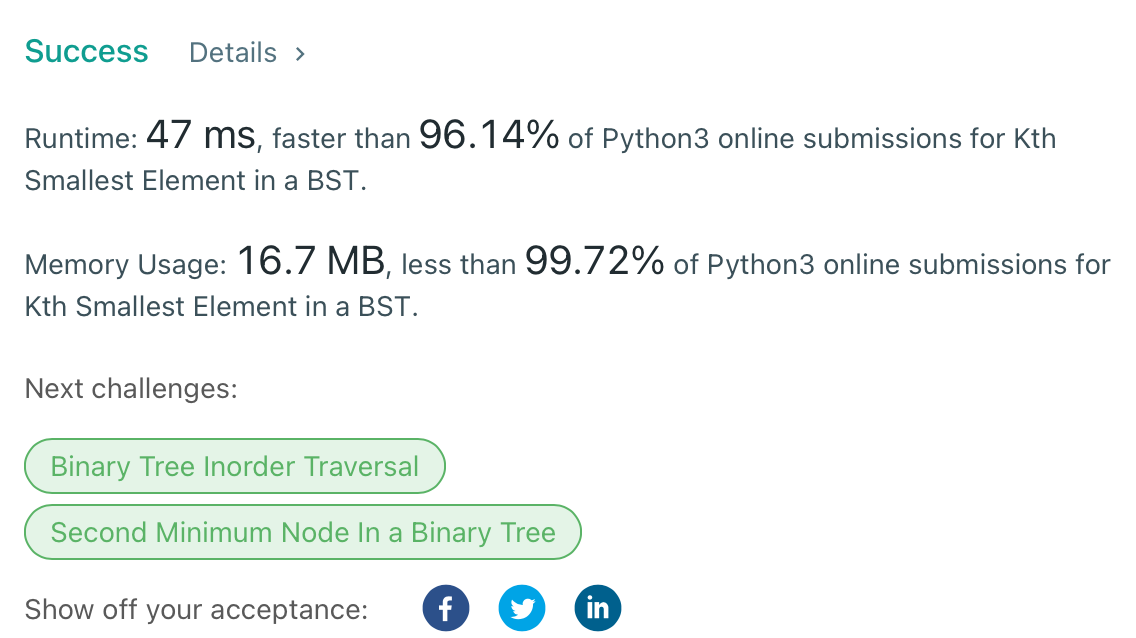 Success Details >
Runtime: 47 ms, faster than 96.14% of Python3 online submissions for Kth
Smallest Element in a BST.
Memory Usage: 16.7 MB, less than 99.72% of Python3 online submissions for
Kth Smallest Element in a BST.
Next challenges:
Binary Tree Inorder Traversal
Second Minimum Node In a Binary Tree
Show off your acceptance: f in